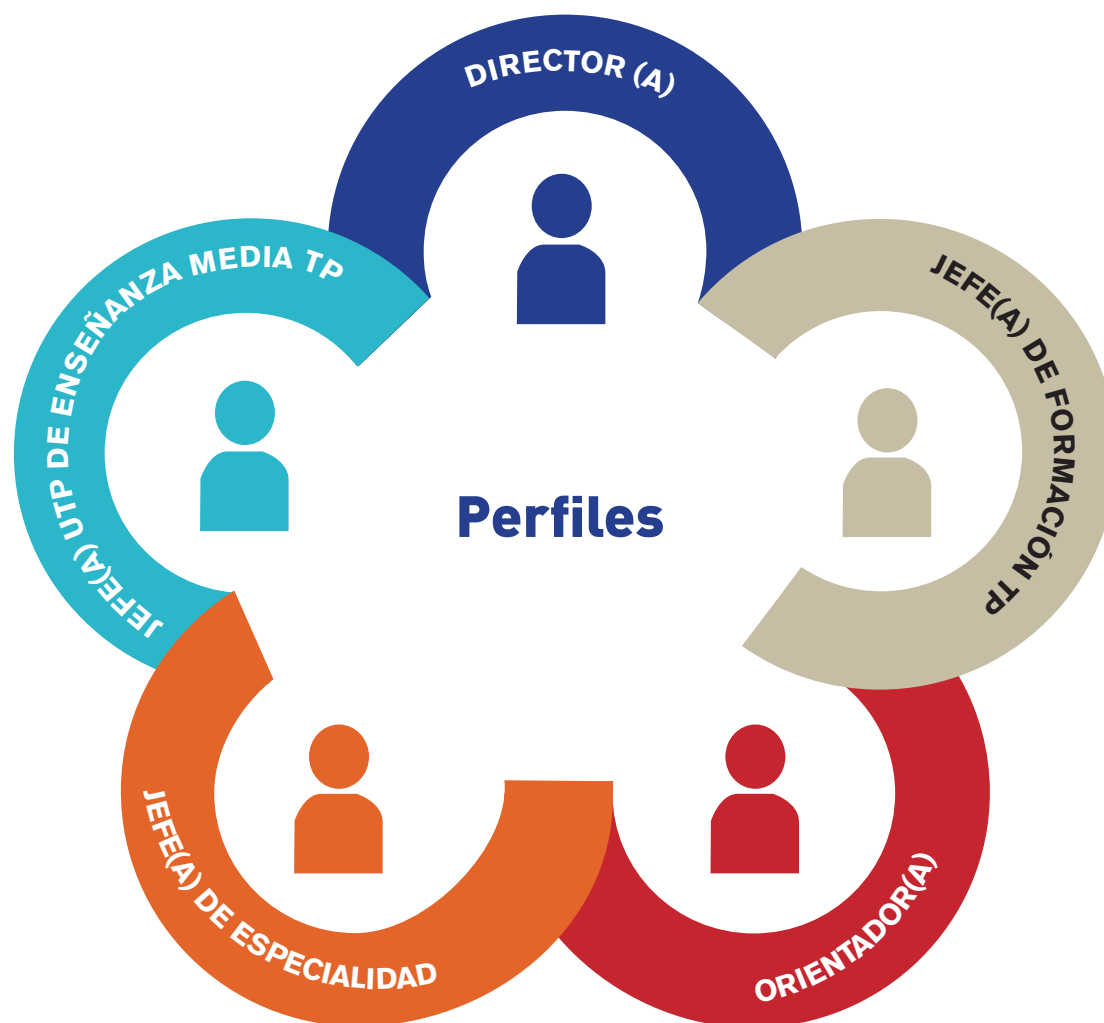 DIRECTOR (A)
JEFE(A) DE FORMACIÓN TP
JEFE(A) UTP DE ENSEÑANZA MEDIA TP
Perfiles
JEFE(A) DE ESPECIALIDAD
ORIENTADOR(A)